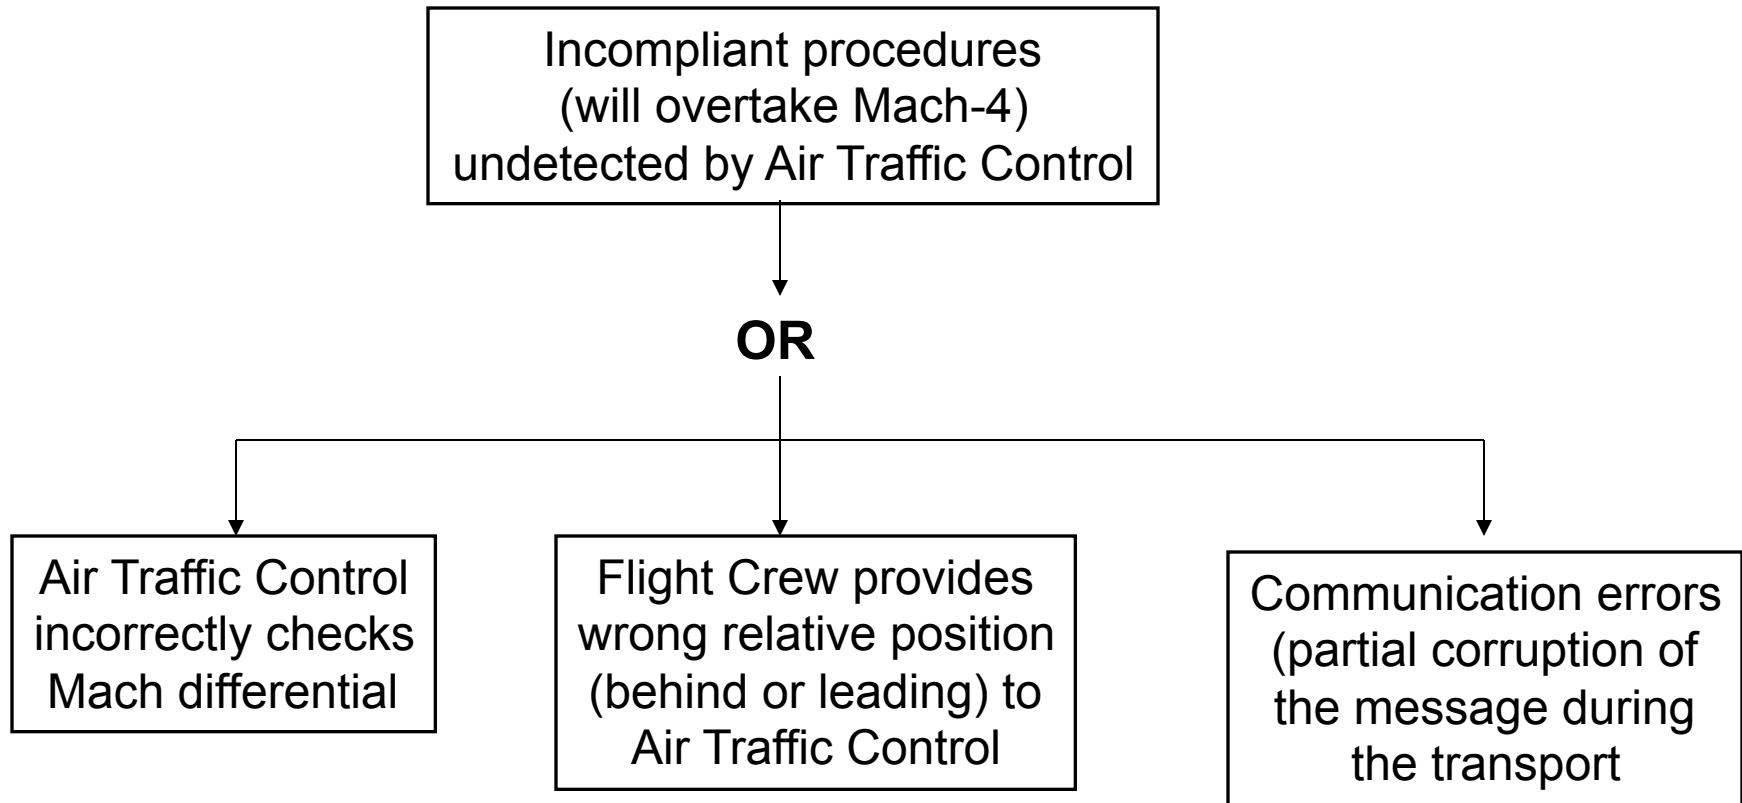 Incompliant procedures
(will overtake Mach-4)
undetected by Air Traffic Control
OR
Air Traffic Control
incorrectly checks
Mach differential
Flight Crew provides
wrong relative position
(behind or leading) to
Air Traffic Control
Communication errors
(partial corruption of
the message during
the transport